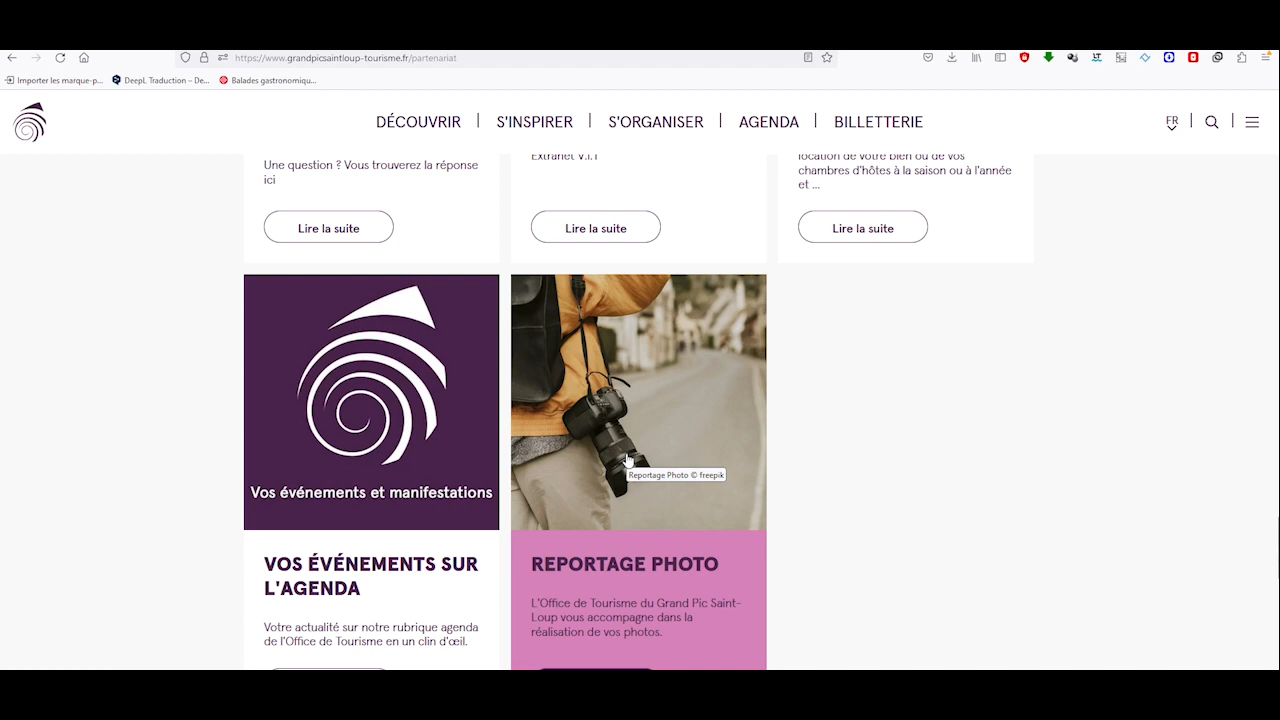 https://www.grandpicsaintloup-tourisme.fr/partenariat
Importer les marque-p...
DeepL Traduction – De...
Balades gastronomiqu...
DÉCOUVRIR
S'INSPIRER
S'ORGANISER
AGENDA
BILLETTERIE
FR
Une question ? Vous trouverez la réponse
ici
Lire la suite
Extranet V.I.T
Lire la suite
location de votre bien ou de vos
chambres d'hôtes à la saison ou à l'année
et ...
Lire la suite
Vos événements et manifestations
VOS ÉVÉNEMENTS SUR
L'AGENDA
Votre actualité sur notre rubrique agenda
de l'Office de Tourisme en un clin d'œil.
Reportage Photo © freepik
REPORTAGE PHOTO
L'Office de Tourisme du Grand Pic Saint-
Loup vous accompagne dans la
réalisation de vos photos.